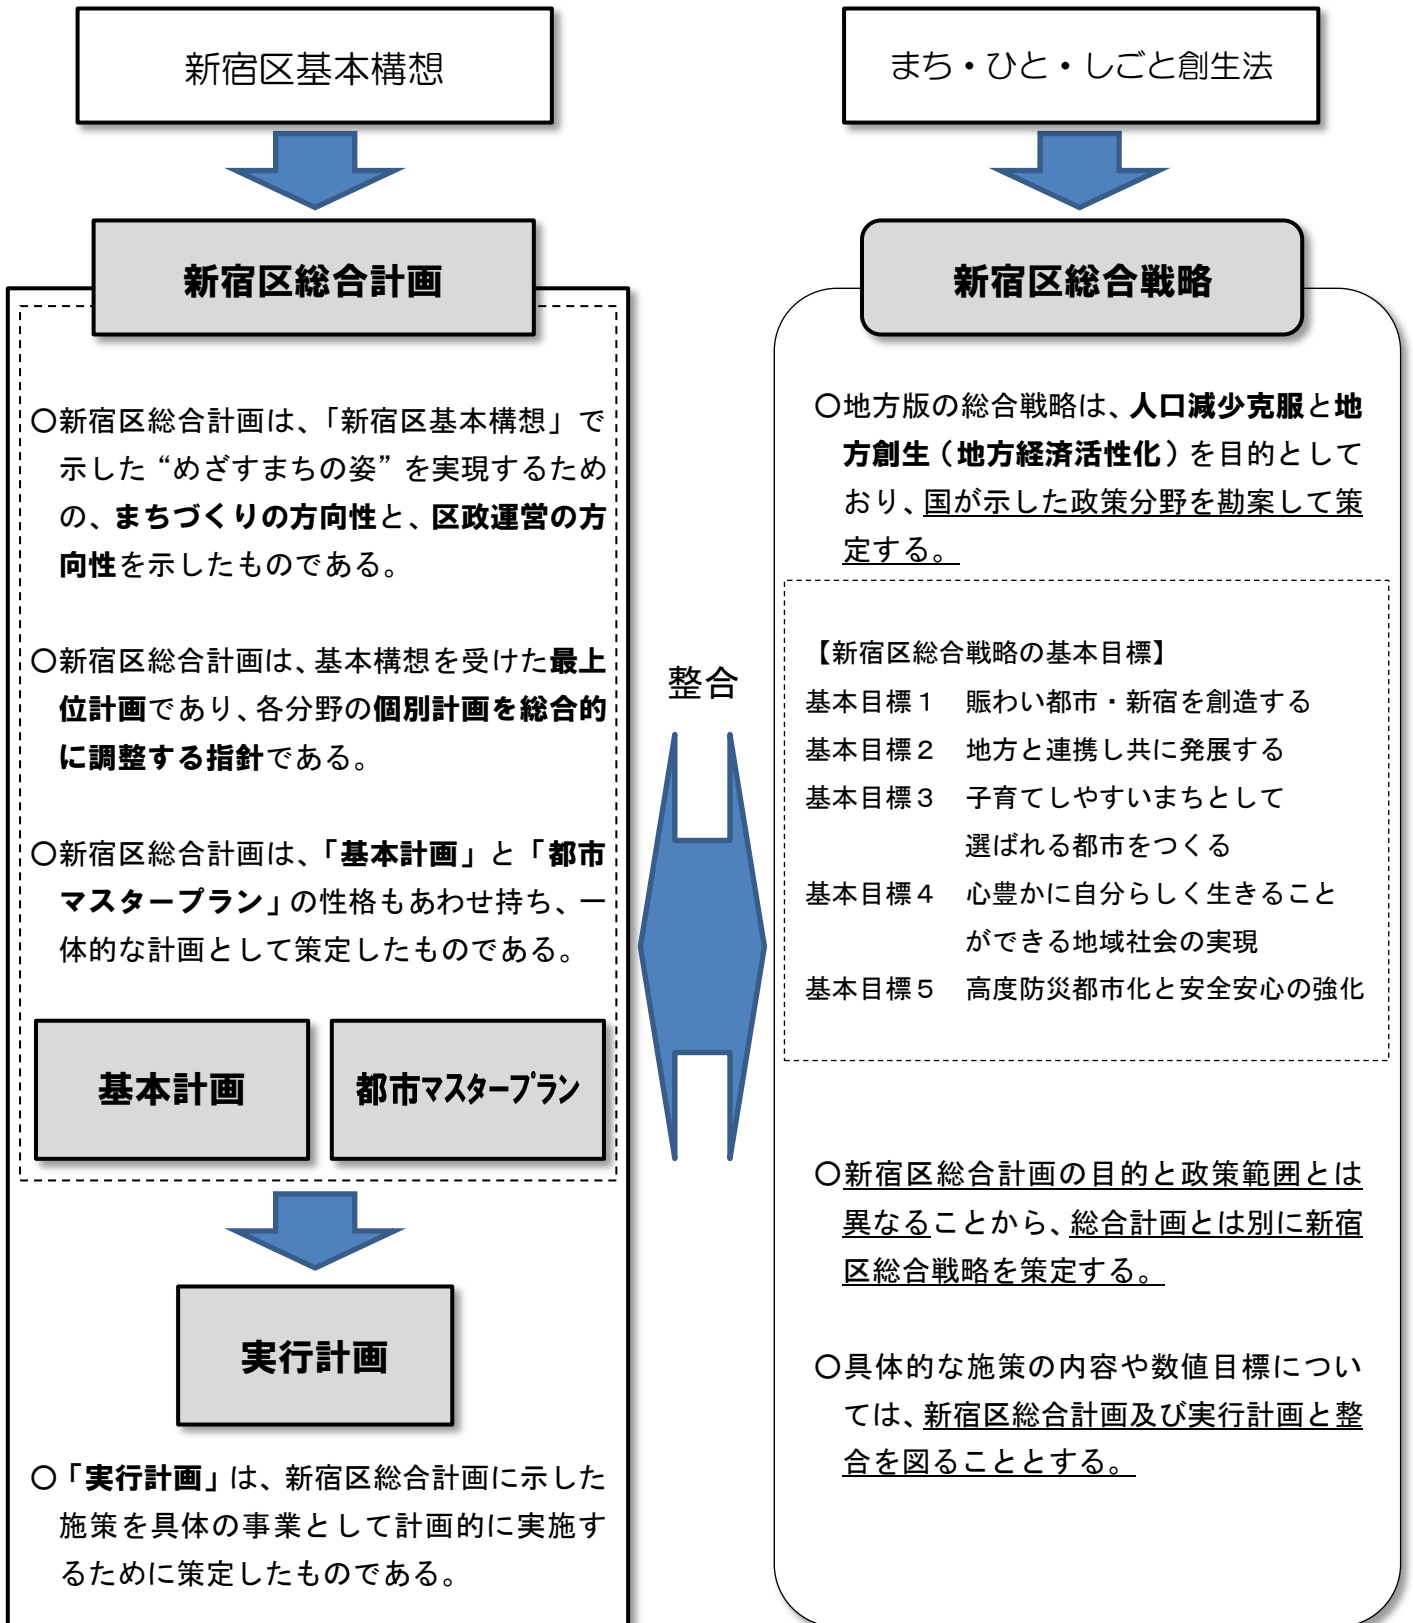 新宿区基本構想
新宿区総合計画
〇新宿区総合計画は、「新宿区基本構想」で
示した“めざすまちの姿”を実現するため
の、まちづくりの方向性と、区政運営の方
向性を示したものである。
〇新宿区総合計画は、基本構想を受けた最上
位計画であり、各分野の個別計画を総合的
に調整する指針である。
〇新宿区総合計画は、「基本計画」と「都市
マスタープラン」の性格もあわせ持ち、一
体的な計画として策定したものである。
基本計画
都市マスタープラン
実行計画
〇「実行計画」は、新宿区総合計画に示した
施策を具体の事業として計画的に実施す
るために策定したものである。
整合
まち・ひと・しごと創生法
新宿区総合戦略
〇地方版の総合戦略は、人口減少克服と地
方創生（地方経済活性化）を目的として
おり、国が示した政策分野を勘案して策
定する。
【新宿区総合戦略の基本目標】
基本目標１　賑わい都市・新宿を創造する
基本目標２　地方と連携し共に発展する
基本目標３　子育てしやすいまちとして
選ばれる都市をつくる
基本目標４　心豊かに自分らしく生きること
ができる地域社会の実現
基本目標５　高度防災都市化と安全安心の強化
〇新宿区総合計画の目的と政策範囲とは
異なることから、総合計画とは別に新宿
区総合戦略を策定する。
〇具体的な施策の内容や数値目標につい
ては、新宿区総合計画及び実行計画と整
合を図ることとする。